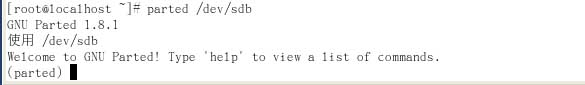 [root@localhost ~]# parted /dev/sdb
GNU Parted 1.8.1
使用 /dev/sdb
Welcome to GNU Parted! Type 'help' to view a list of commands.
(parted)